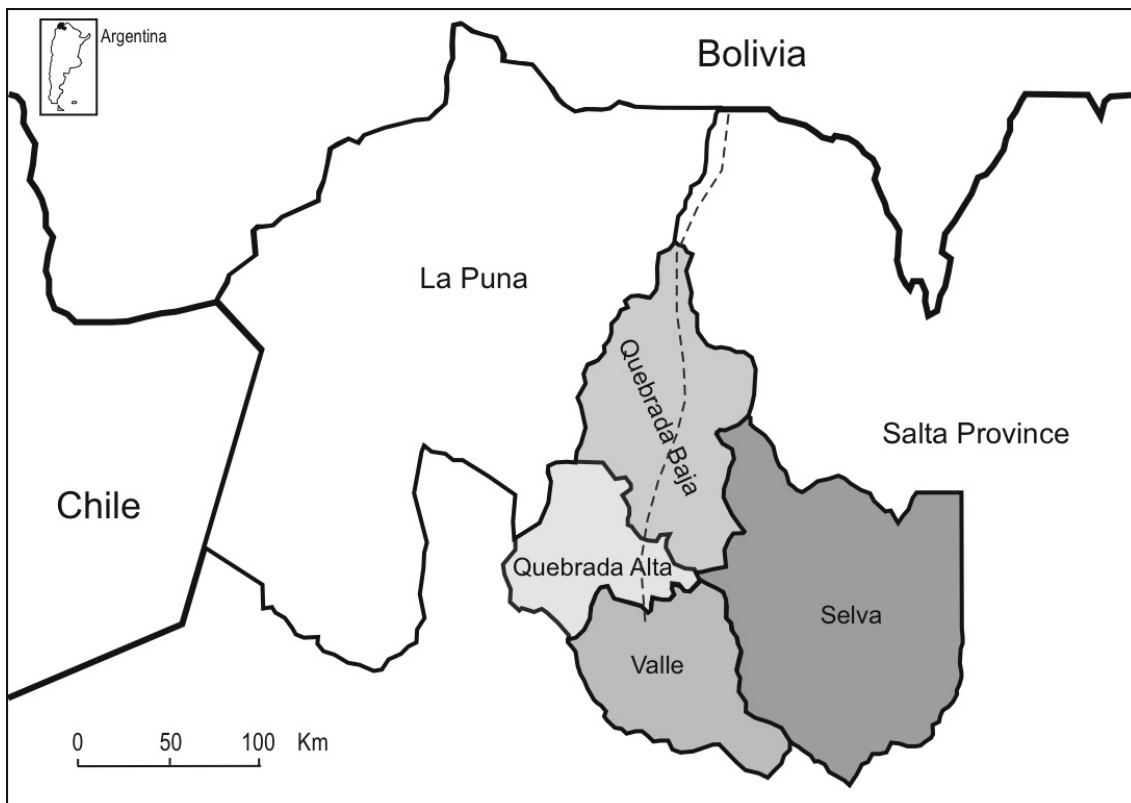 Argentina
Bolivia
La Puna
Quebrada Baja
Salta Province
Chile
Quebrada Alta
Selva
Valle
0 50 100 Km